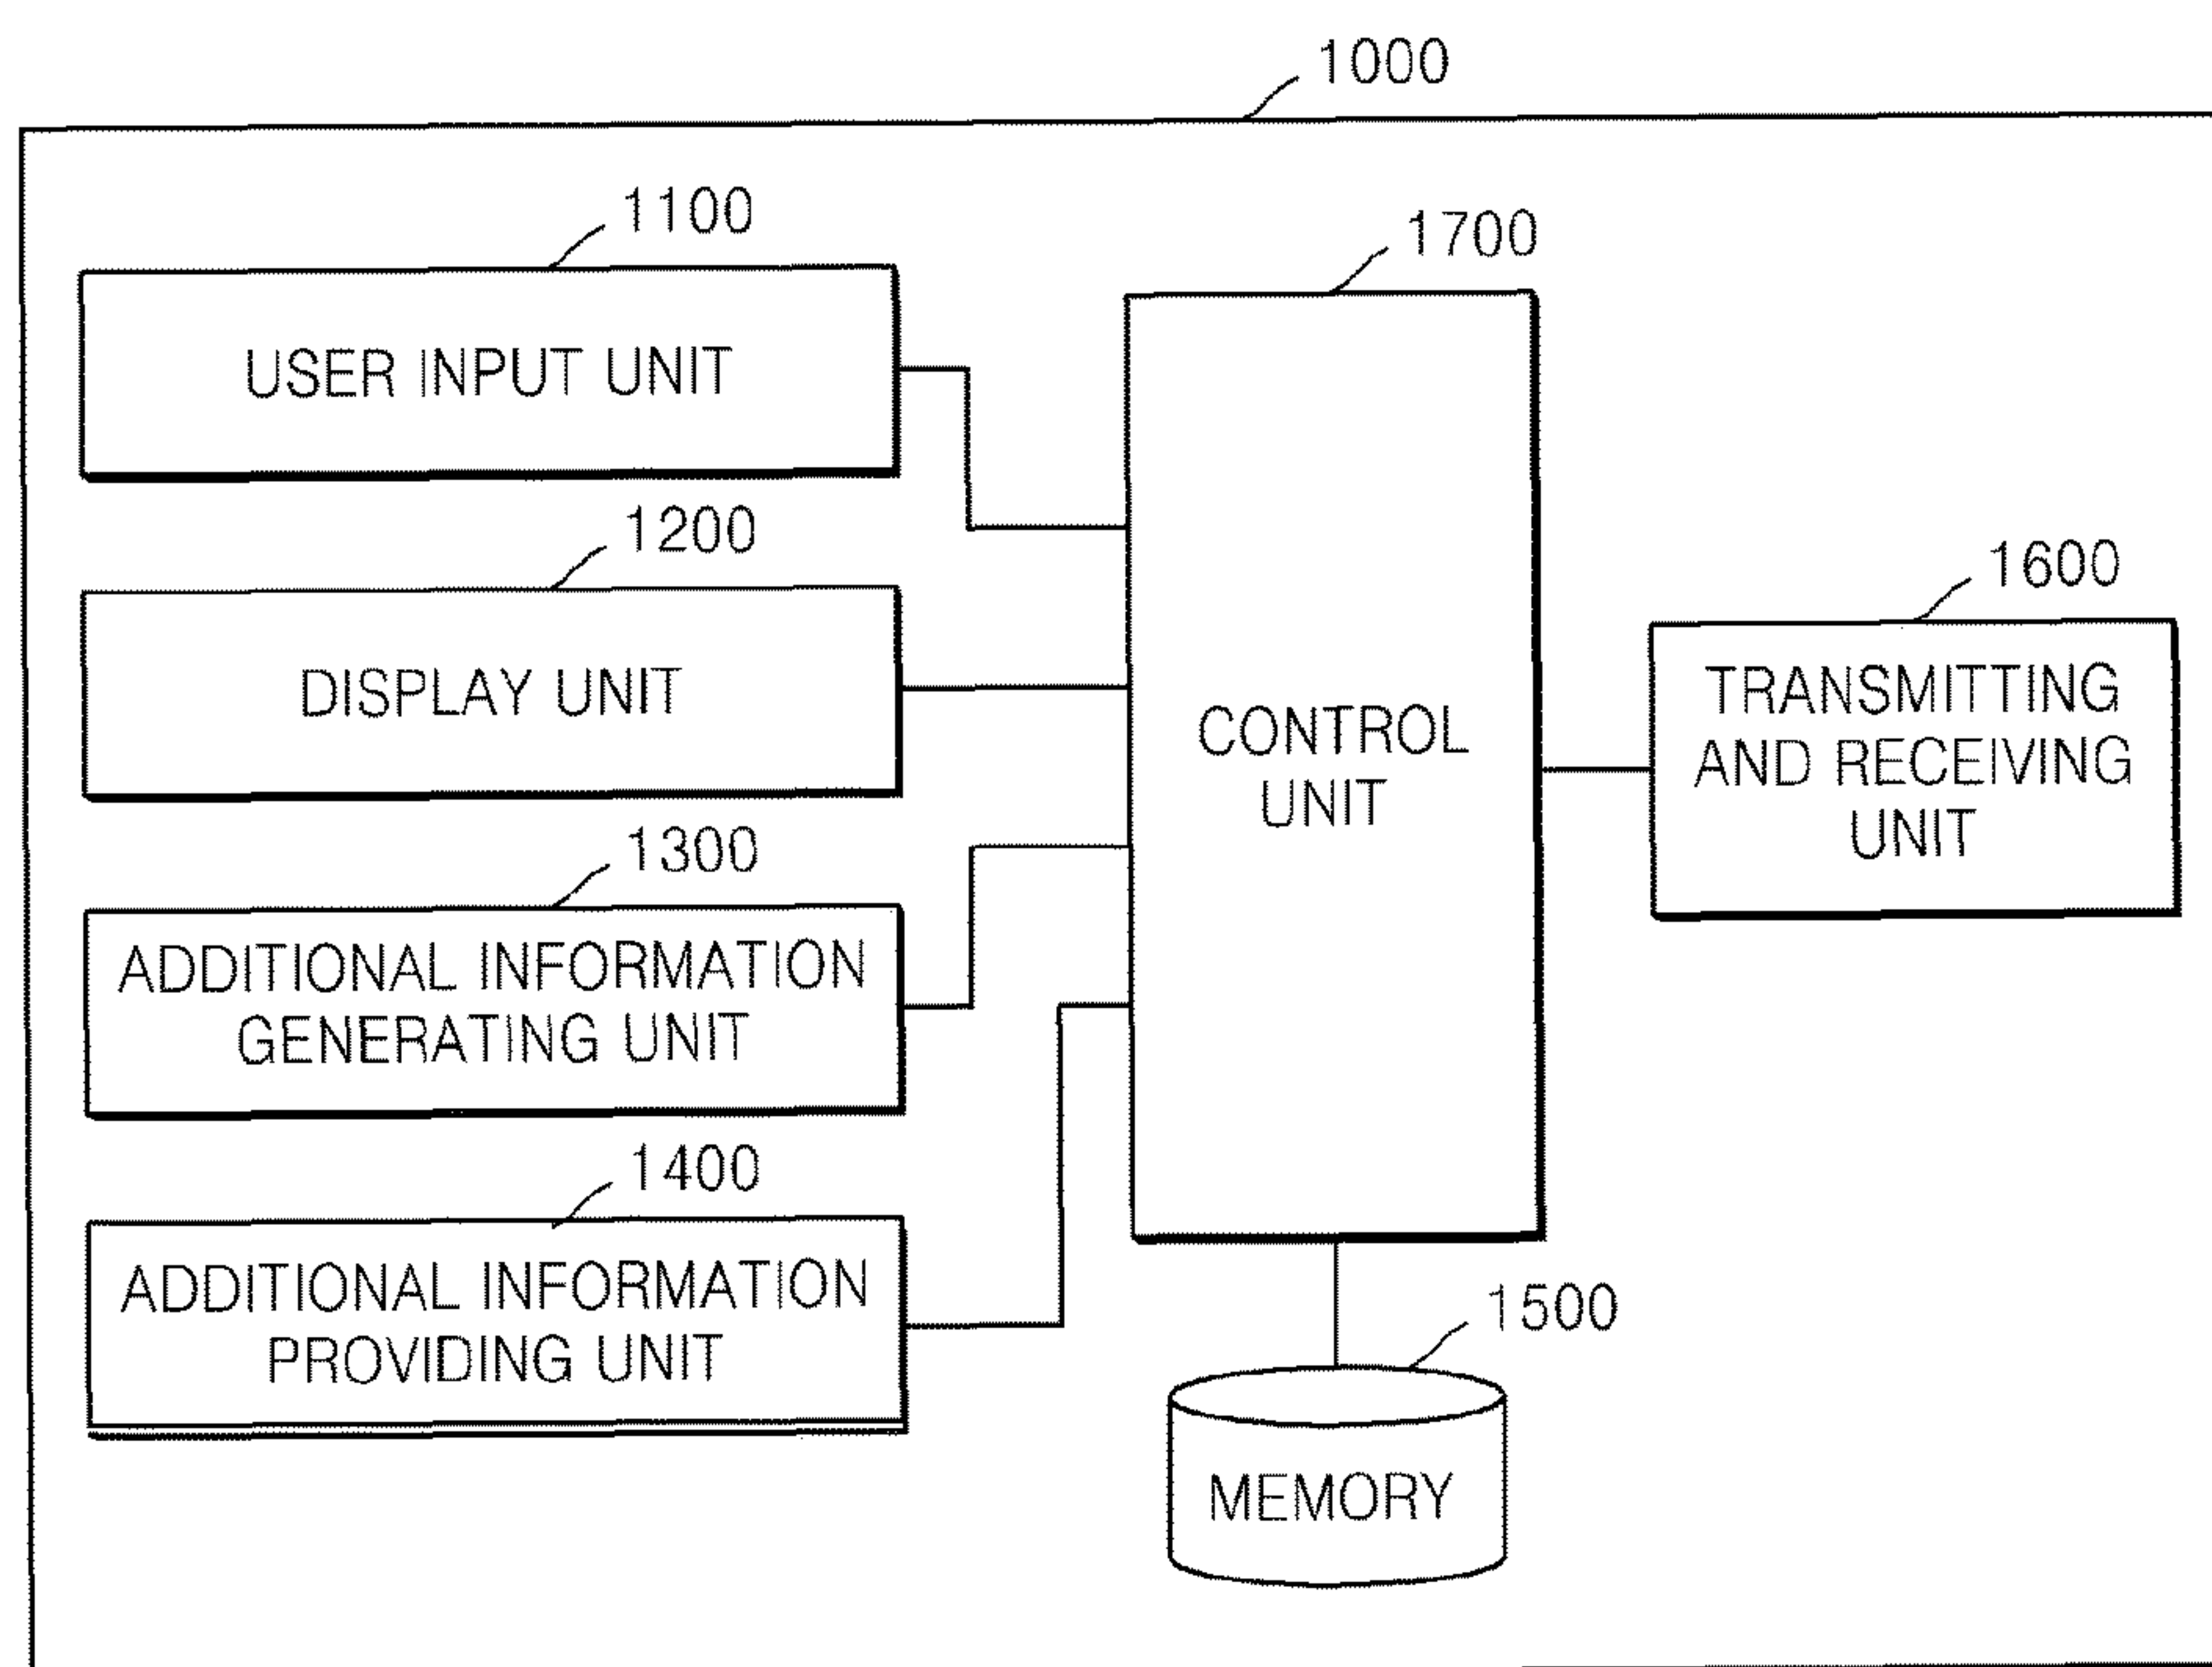 1000
1100
USER INPUT UNIT
1200
DISPLAY UNIT
1300
ADDITIONAL INFORMATION
GENERATING UNIT
1400
ADDITIONAL INFORMATION
PROVIDING UNIT
1700
CONTROL
UNIT
1500
MEMORY
1600
TRANSMITTING
AND RECEIVING
UNIT